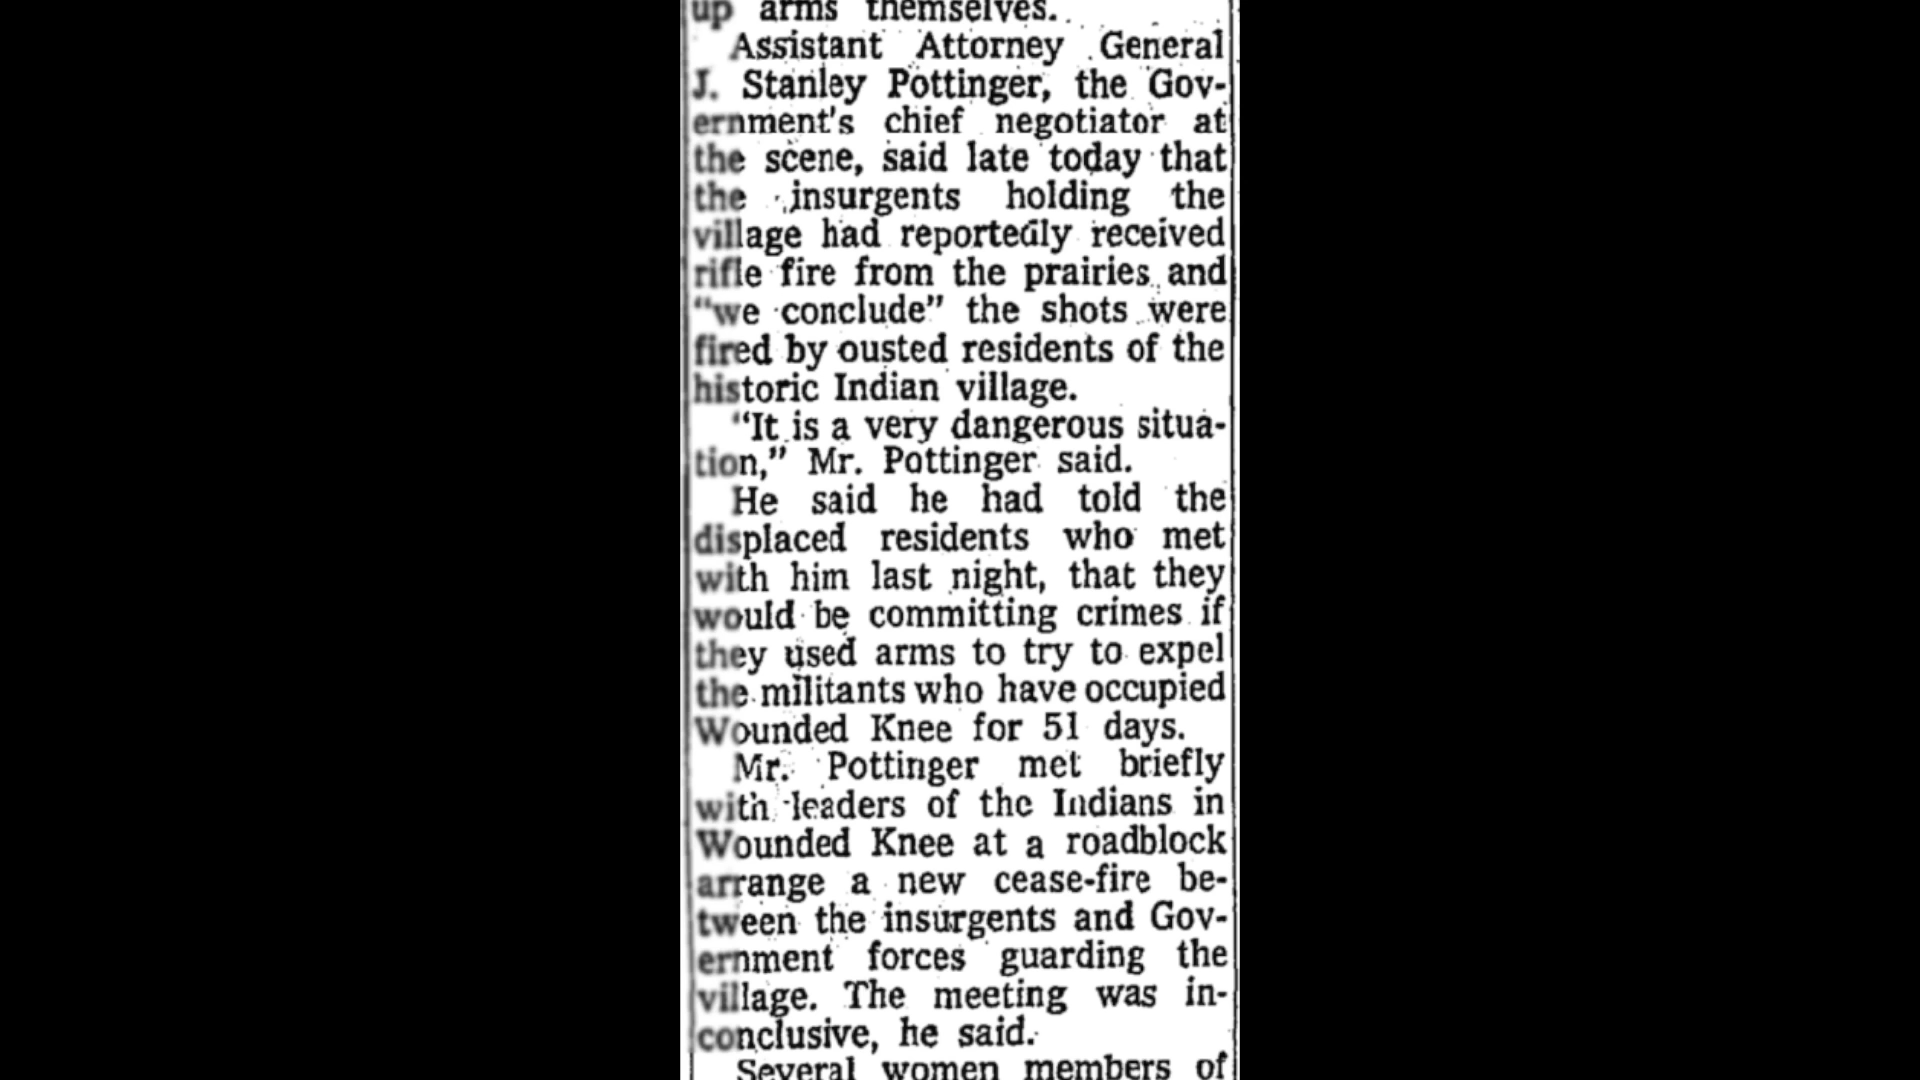 up arms themselves.
Assistant Attorney General
J. Stanley Pottinger, the Gov-
ernment's chief negotiator at
the scene, said late today that
the insurgents holding the
village had reportedly received
rifle fire from the prairies and
“we conclude” the shots were
fired by ousted residents of the
historic Indian village.
“It is a very dangerous situa-
tion,” Mr. Pottinger said.
He said he had told the
displaced residents who met
with him last night, that they
would be committing crimes if
they used arms to try to expel
the militants who have occupied
Wounded Knee for 51 days.
Mr. Pottinger met briefly
with leaders of the Indians in
Wounded Knee at a roadblock
arrange a new cease-fire be-
tween the insurgents and Gov-
ernment forces guarding the
village. The meeting was in-
conclusive, he said.
Several women members of